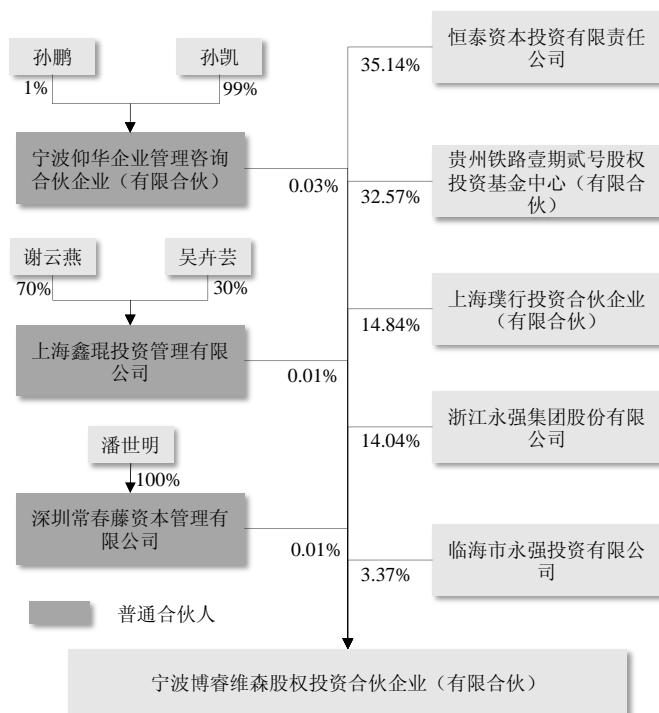 恒泰资本投资有限责任
公司
35.14%
孙鹏
孙凯
1%
99%
宁波仰华企业管理咨询
合伙企业（有限合伙）
0.03%
贵州铁路壹期贰号股权
投资基金中心（有限合
伙）
32.57%
谢云燕
吴卉芸
70%
30%
上海璞行投资合伙企业
（有限合伙）
14.84%
上海鑫琨投资管理有限
公司
0.01%
浙江永强集团股份有限
公司
14.04%
潘世明
100%
深圳常春藤资本管理有
限公司
0.01%
临海市永强投资有限公
司
3.37%
普通合伙人
宁波博睿维森股权投资合伙企业（有限合伙）